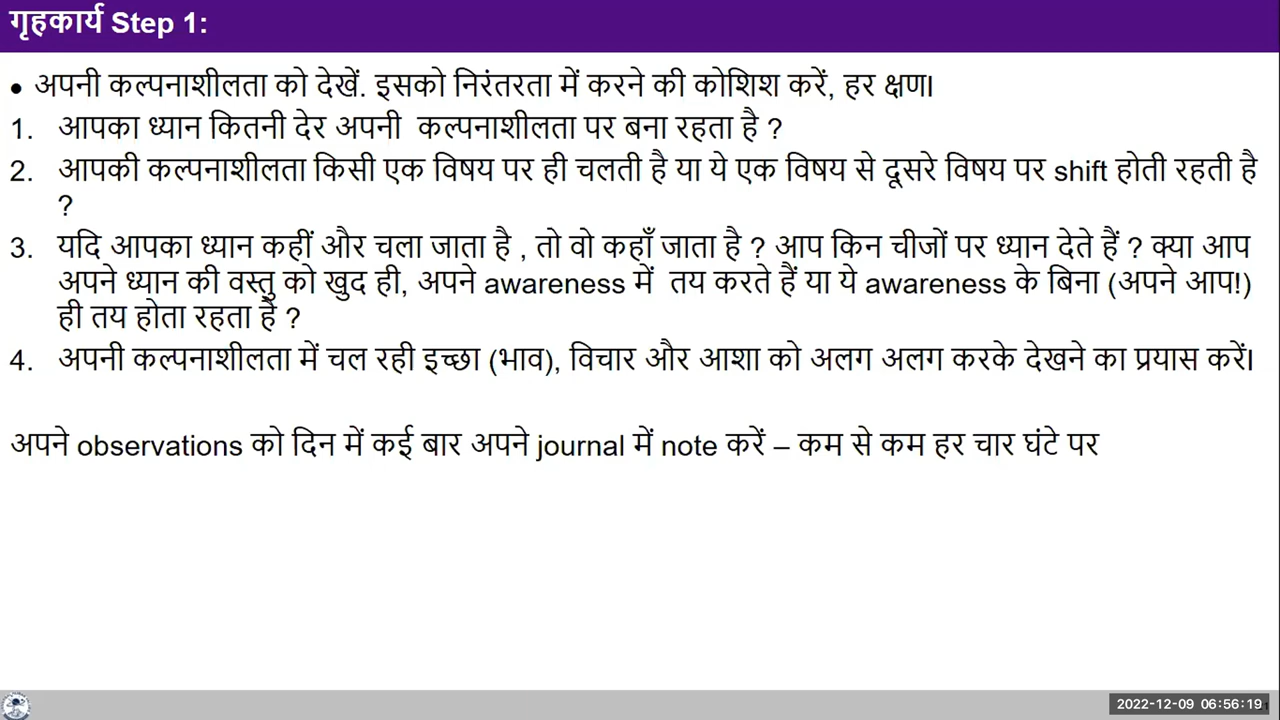 गृहकार्य Step 1:
• अपनी कल्पनाशीलता को देखें. इसको निरंतरता में करने की कोशिश करें, हर क्षण।
1. आपका ध्यान कितनी देर अपनी कल्पनाशीलता पर बना रहता है ?
2. आपकी कल्पनाशीलता किसी एक विषय पर ही चलती है या ये एक विषय से दूसरे विषय पर shift होती रहती है
?
3. यदि आपका ध्यान कहीं और चला जाता है , तो वो कहाँ जाता है ? आप किन चीजों पर ध्यान देते हैं ? क्या आप
अपने ध्यान की वस्तु को खुद ही, अपने awareness में तय करते हैं या ये awareness के बिना (अपने आप!)
ही तय होता रहता है ?
4. अपनी कल्पनाशीलता में चल रही इच्छा (भाव), विचार और आशा को अलग अलग करके देखने का प्रयास करें।
अपने observations को दिन में कई बार अपने journal में note करें – कम से कम हर चार घंटे पर
2022-12-09 06:56:19